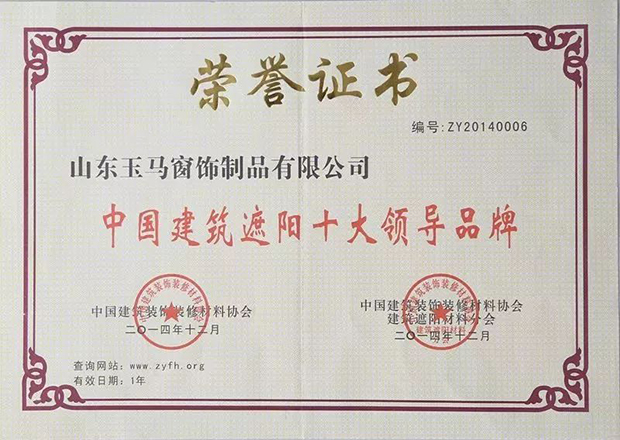 荣誉证书
编号:ZY20140006
山东玉马窗饰制品有限公司
中国建筑遮阳十大领导品牌
中国建筑装饰装修材料协会
二〇一四年十二月
中国建筑装饰装修材料协会
建筑遮阳材料分会
二〇一四年十二月
查询网站:www.zyfh.org
有效日期:1年